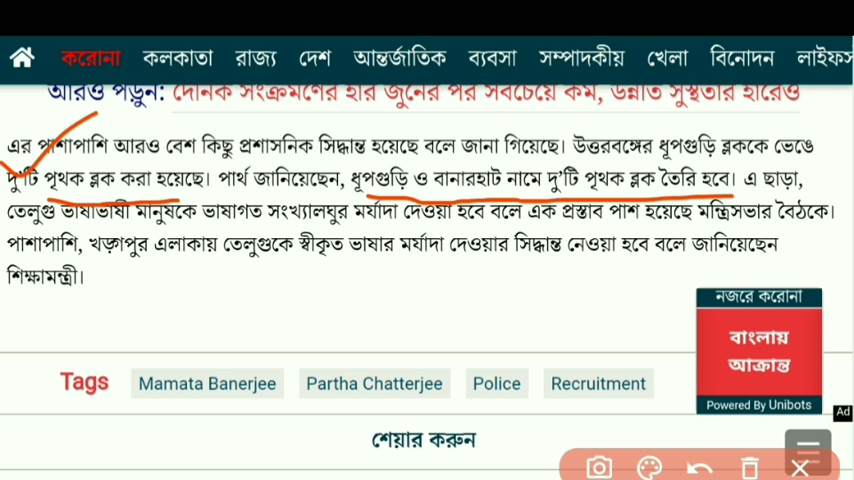 করোনা কলকাতা রাজ্য দেশ আন্তর্জাতিক ব্যবসা সম্পাদকীয় খেলা বিনোদন লাইফস
আরও পড়ুন: দৈনিক সংক্রমণের হার জুনের পর সবচেয়ে কম, উন্নতি সুস্থতার হারেও
এর পাশাপাশি আরও বেশ কিছু প্রশাসনিক সিদ্ধান্ত হয়েছে বলে জানা গিয়েছে। উত্তরবঙ্গের ধূপগুড়ি ব্লককে ভেঙে
দু'টি পৃথক ব্লক করা হয়েছে। পার্থ জানিয়েছেন, ধূপগুড়ি ও বানারহাট নামে দু'টি পৃথক ব্লক তৈরি হবে। এ ছাড়া,
তেলুগু ভাষাভাষী মানুষকে ভাষাগত সংখ্যালঘুর মর্যাদা দেওয়া হবে বলে এক প্রস্তাব পাশ হয়েছে মন্ত্রিসভার বৈঠকে।
পাশাপাশি, খড়্গপুর এলাকায় তেলুগুকে স্বীকৃত ভাষার মর্যাদা দেওয়ার সিদ্ধান্ত নেওয়া হবে বলে জানিয়েছেন
শিক্ষামন্ত্রী।
নজরে করোনা
বাংলায়
আক্রান্ত
Powered By Unibots
Ad
Tags Mamata Banerjee Partha Chatterjee Police Recruitment
শেয়ার করুন